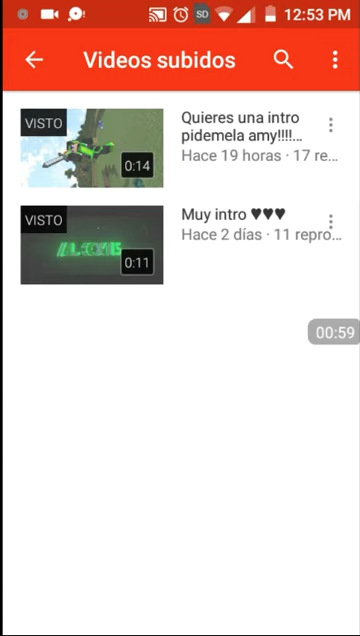 SD 12:53 PM
Videos subidos
VISTO
0:14
Quieres una intro
pidemela amy!!!!...
Hace 19 horas · 17 re...
VISTO
0:11
Muy intro ♥♥♥
Hace 2 días · 11 repro...
00:59